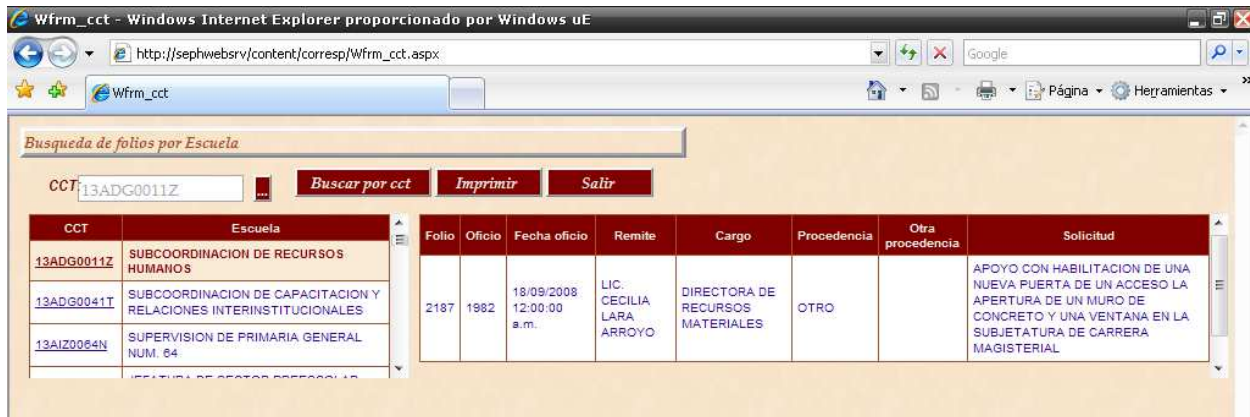 Wfrm_cct - Windows Internet Explorer proporcionado por Windows uE
http://sephwebsrv/content/corresp/Wfrm_cct.aspx
Google
Wfrm_cct
Página
Herramientas
Busqueda de folios por Escuela
CCT: 13ADG0011Z
...
Buscar por cct
Imprimir
Salir
CCT Escuela
13ADG0011Z SUBCOORDINACION DE RECURSOS
HUMANOS
13ADG0041T SUBCOORDINACION DE CAPACITACION Y
RELACIONES INTERINSTITUCIONALES
13AIZ0064N SUPERVISION DE PRIMARIA GENERAL
NUM. 64
JEFATURA DE SECTOR PREESCOLAR
Folio Oficio Fecha oficio Remite Cargo Procedencia Otra
procedencia Solicitud
2187
1982
18/09/2008
12:00:00
a.m.
LIC.
CECILIA
LARA
ARROYO
DIRECTORA DE
RECURSOS
MATERIALES
OTRO
APOYO CON HABILITACION DE UNA
NUEVA PUERTA DE UN ACCESO LA
APERTURA DE UN MURO DE
CONCRETO Y UNA VENTANA EN LA
SUBJETATURA DE CARRERA
MAGISTERIAL